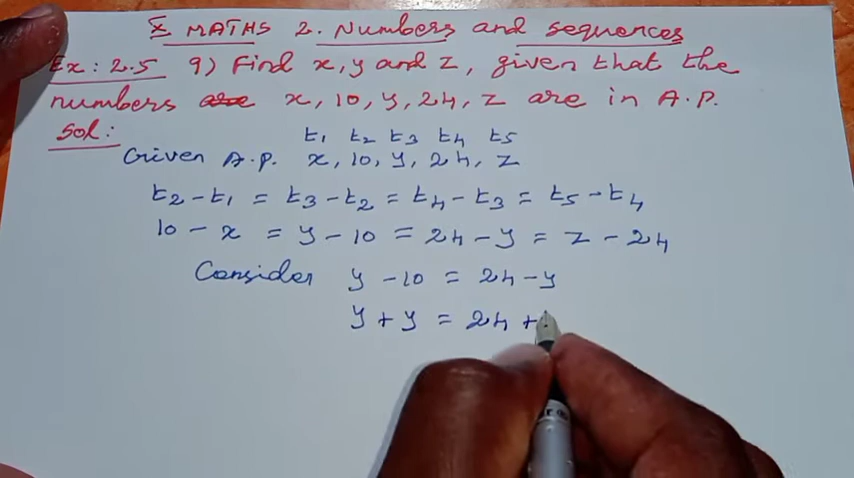 X MATHS 2. Numbers and sequences
Ex: 2.5 9) Find x, y and z, given that the
numbers are x, 10, y, 24, z are in A.P.
Sol:
t1 t2 t3 t4 t5
Given A.P. x, 10, y, 24, z
t2 - t1 = t3 - t2 = t4 - t3 = t5 - t4
10 - x = y - 10 = 24 - y = z - 24
Consider y - 10 = 24 - y
y + y = 24 +